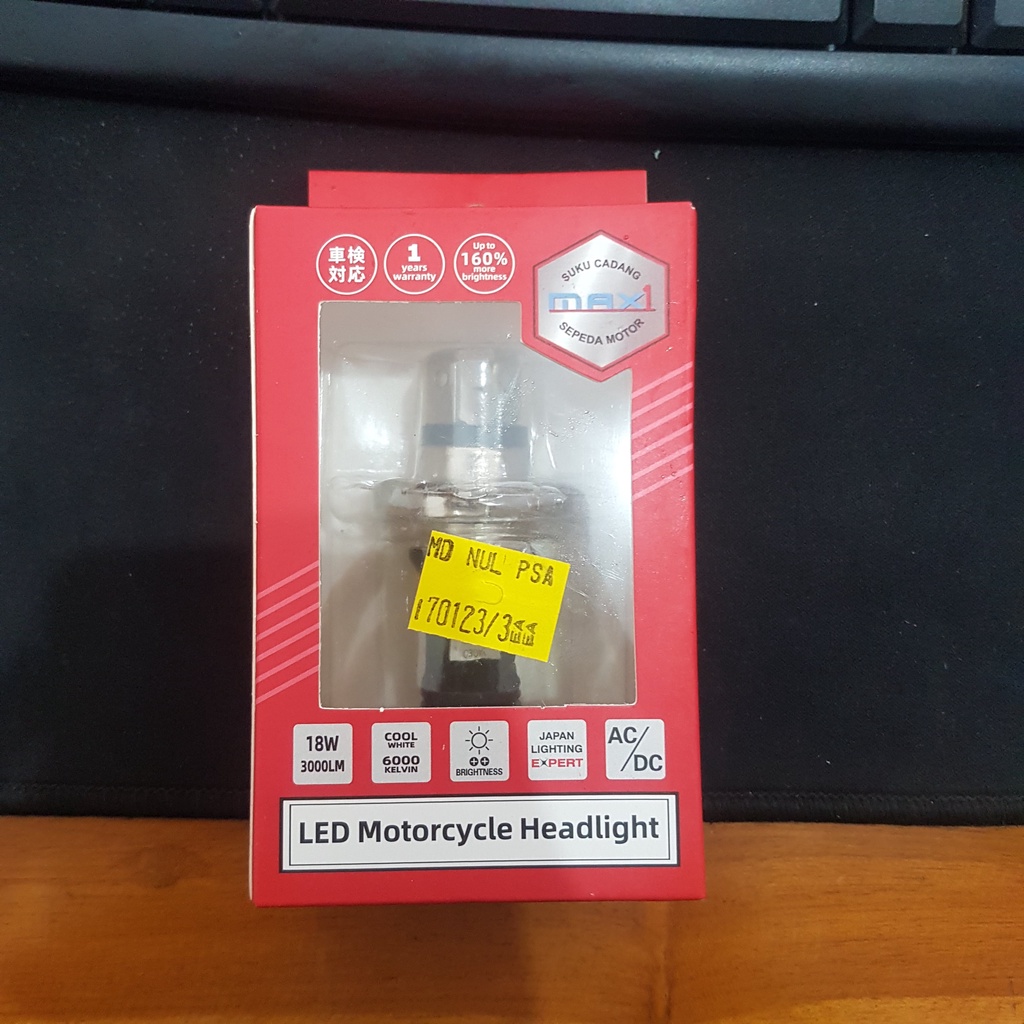 車検
対応
1
years
warranty
Up to
160%
more
brightness
SUKU CADANG
max1
SEPEDA MOTOR
MD NUL PSA
170123/3
18W
3000LM
COOL
WHITE
6000
KELVIN
BRIGHTNESS
JAPAN
LIGHTING
EXPERT
AC/DC
LED Motorcycle Headlight